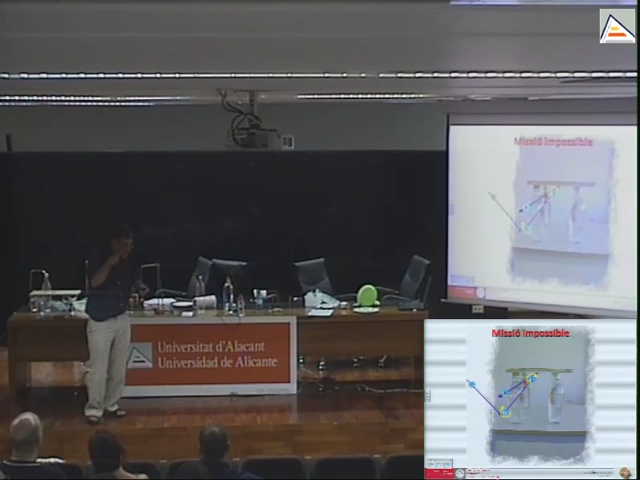 Missió Impossible
Universitat d'Alacant
Universidad de Alicante
Missió Impossible